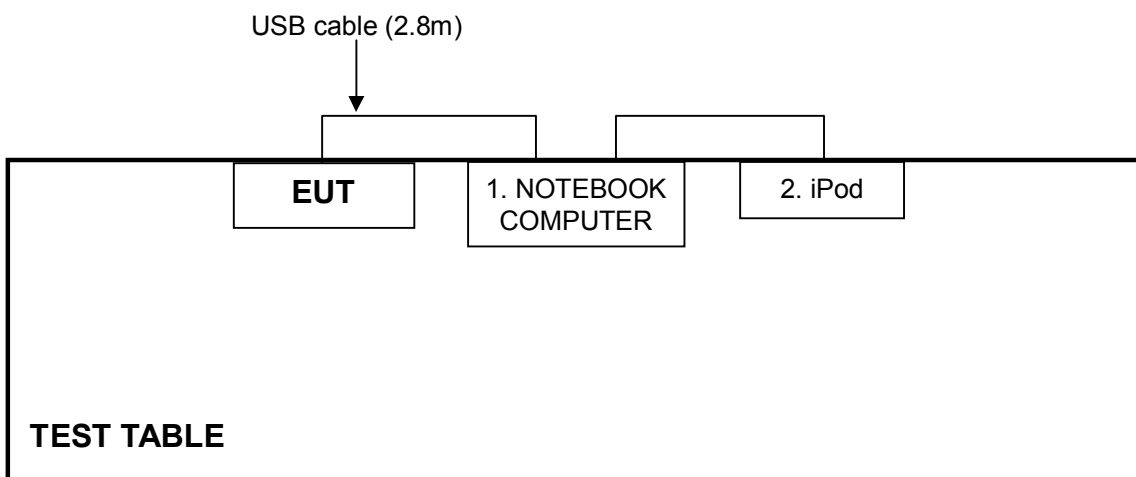 USB cable (2.8m)
EUT
1. NOTEBOOK
COMPUTER
2. iPod
TEST TABLE